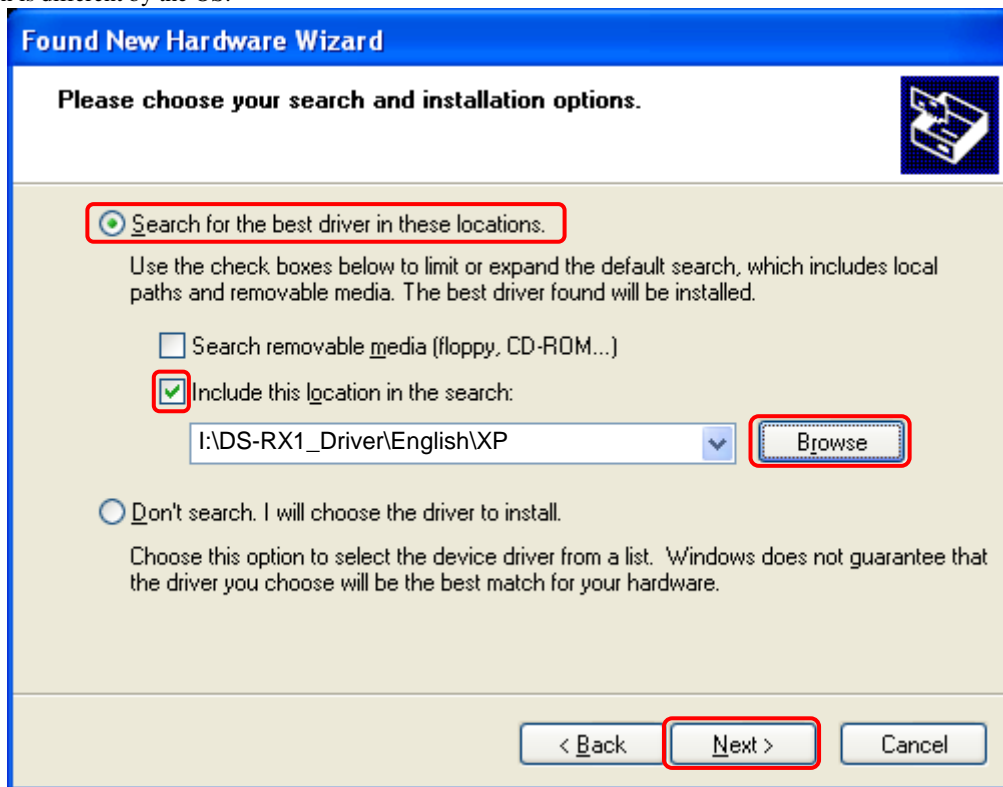 is different by the OS.
Found New Hardware Wizard
Please choose your search and installation options.
Search for the best driver in these locations.
Use the check boxes below to limit or expand the default search, which includes local
paths and removable media. The best driver found will be installed.
Search removable media (floppy, CD-ROM...)
Include this location in the search:
I:\DS-RX1_Driver\English\XP
Browse
Don't search. I will choose the driver to install.
Choose this option to select the device driver from a list. Windows does not guarantee that
the driver you choose will be the best match for your hardware.
< Back
Next >
Cancel